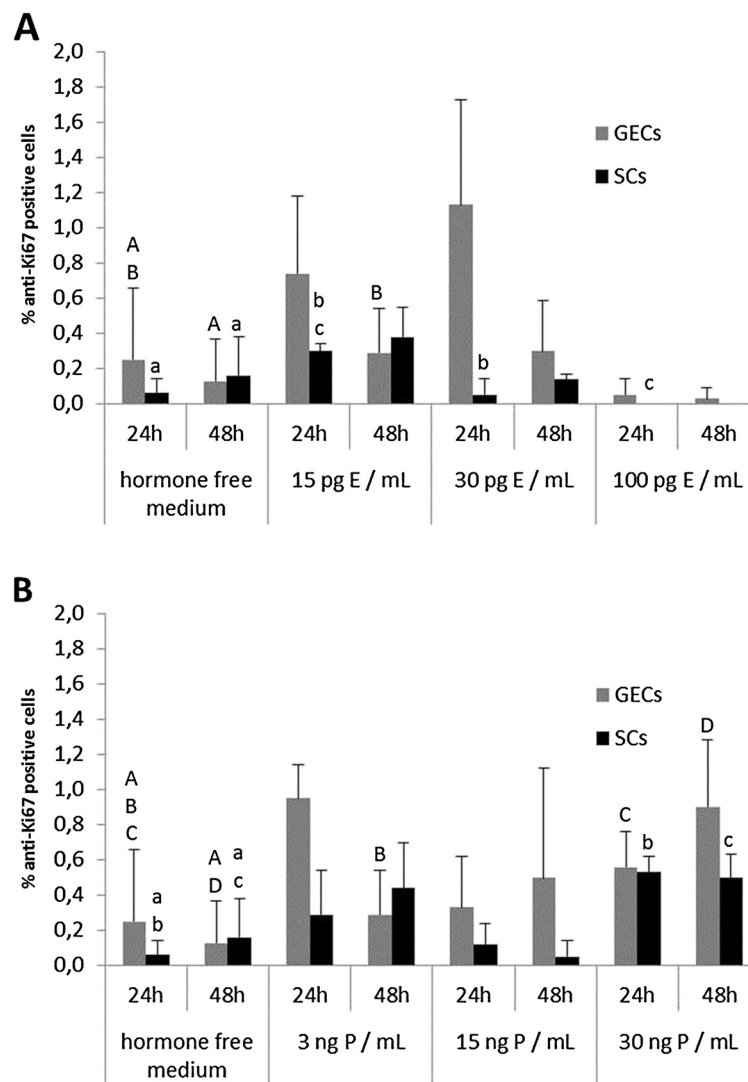 A
% anti-Ki67 positive cells
2,0
1,8
1,6
1,4
1,2
1,0
0,8
0,6
0,4
0,2
0,0
GECs
SCs
A
B
a
A
a
b
c
B
b
c
24h
48h
24h
48h
24h
48h
24h
48h
hormone free
medium
15 pg E / mL
30 pg E / mL
100 pg E / mL
B
% anti-Ki67 positive cells
2,0
1,8
1,6
1,4
1,2
1,0
0,8
0,6
0,4
0,2
0,0
GECs
SCs
A
B
C
a
b
A
D
a
c
B
C
b
D
c
24h
48h
24h
48h
24h
48h
24h
48h
hormone free
medium
3 ng P / mL
15 ng P / mL
30 ng P / mL